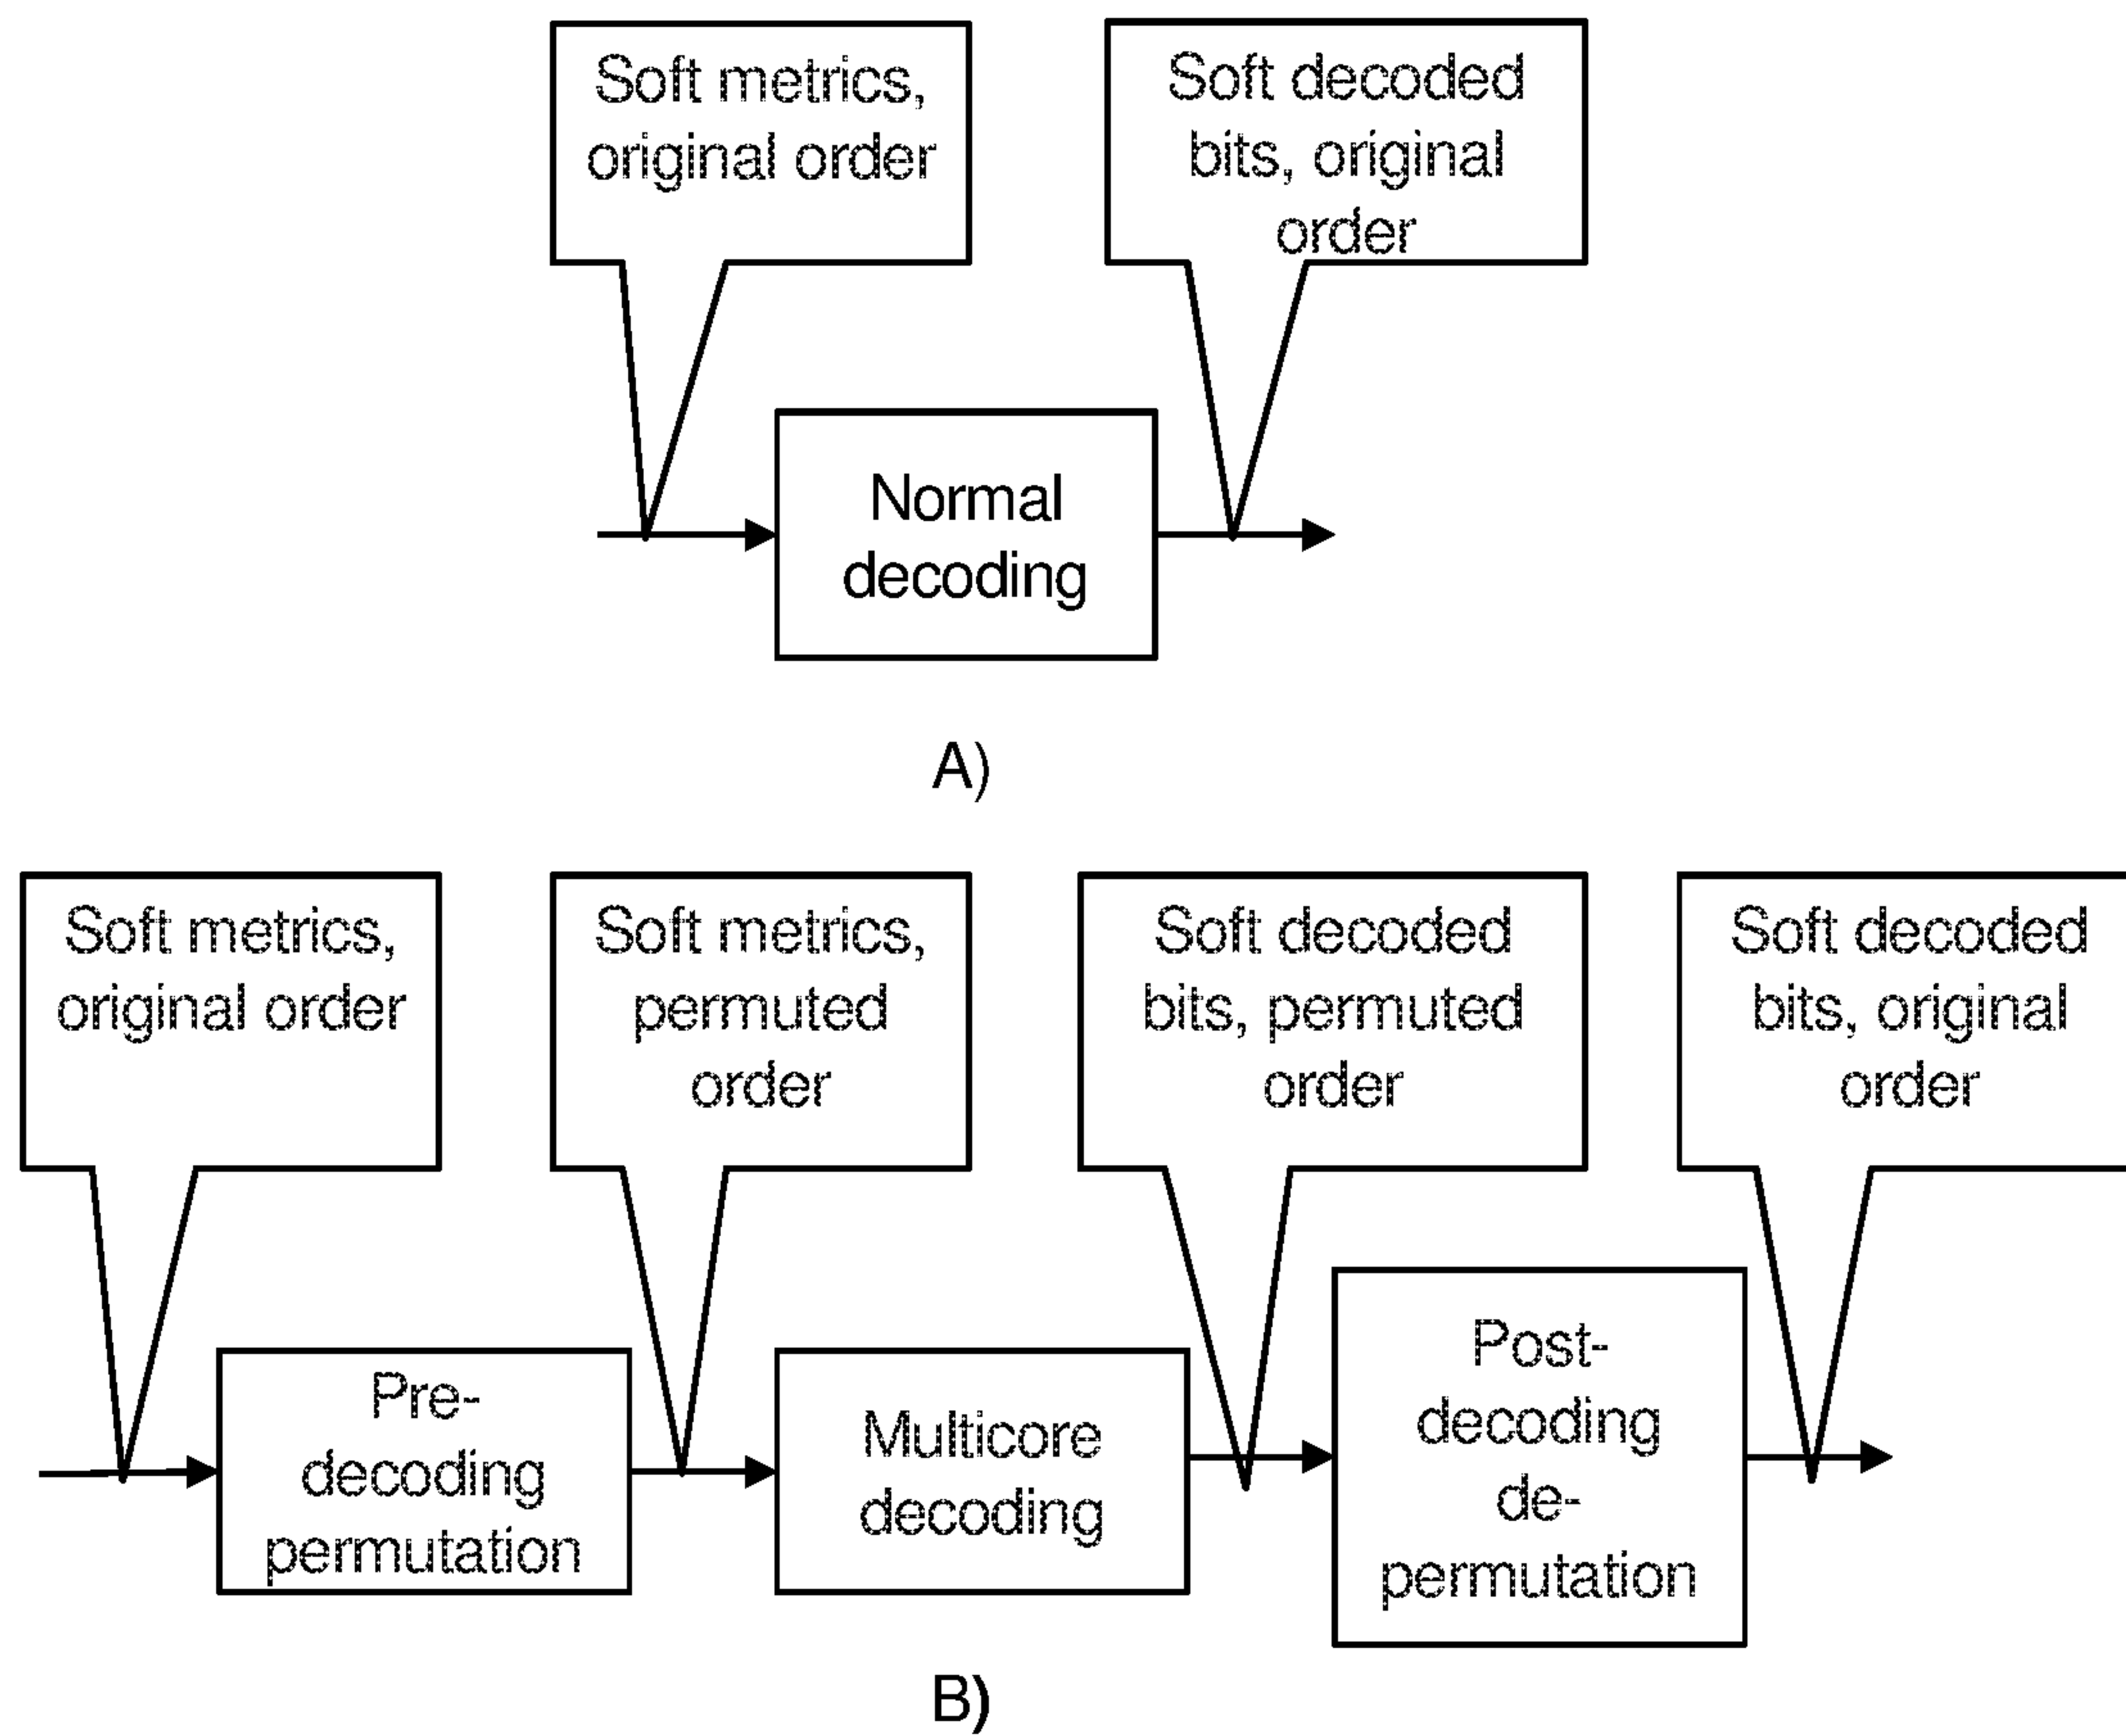 Soft metrics,
original order
Soft decoded
bits, original
order
Normal
decoding
A)
Soft metrics,
original order
Soft metrics,
permuted
order
Soft decoded
bits, permuted
order
Soft decoded
bits, original
order
Pre-
decoding
permutation
Multicore
decoding
Post-
decoding
de-
permutation
B)